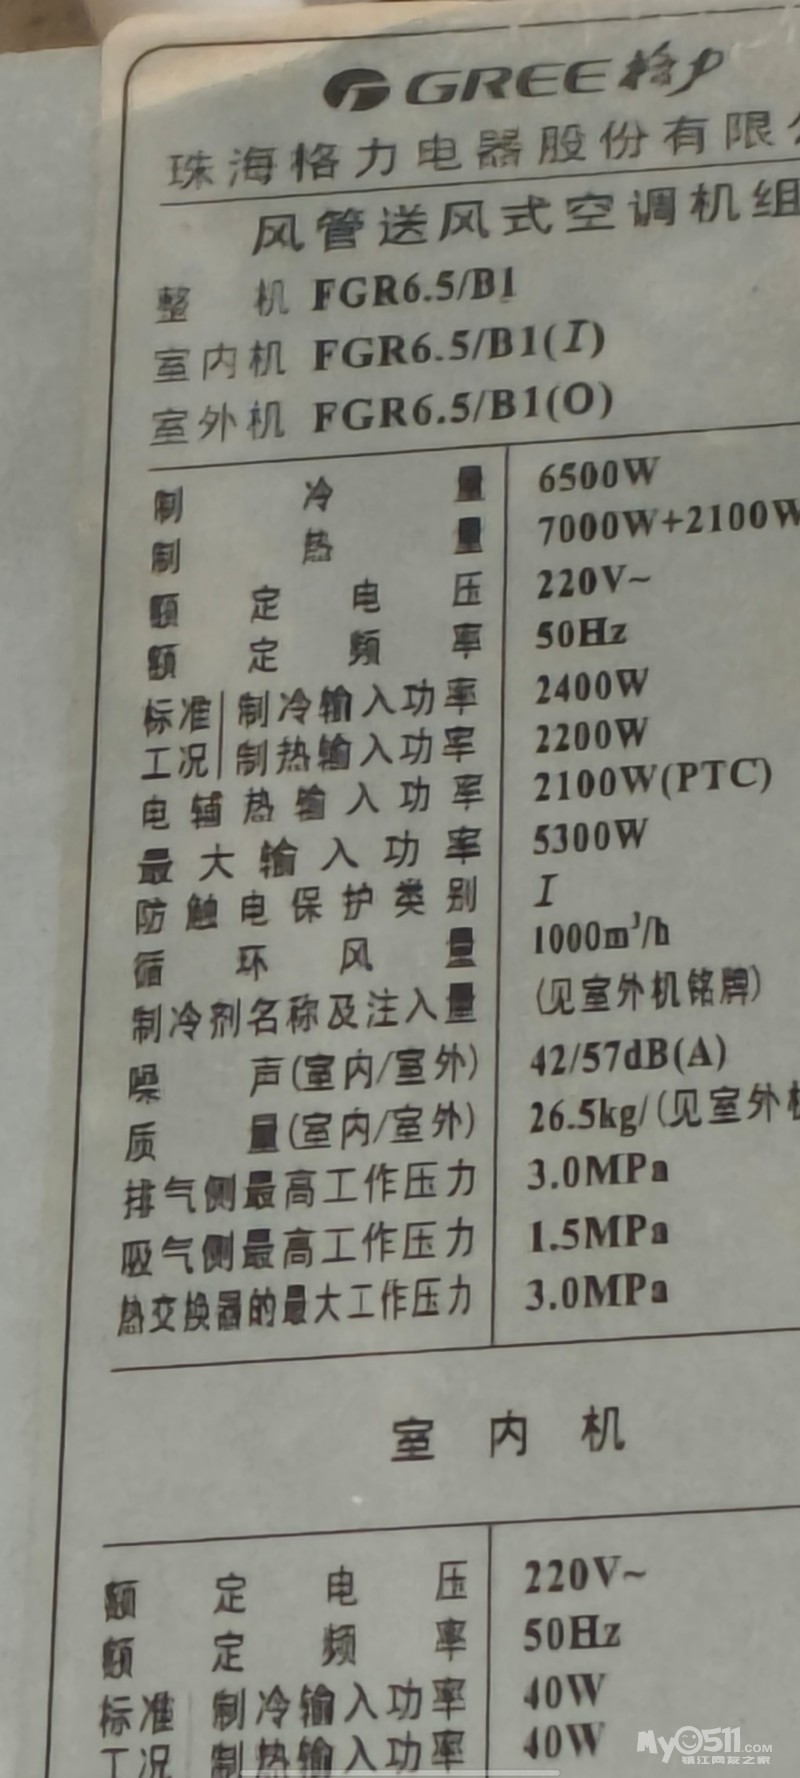 GREE 格力
珠海格力电器股份有限
风管送风式空调机组
整机 FGR6.5/B1
室内机 FGR6.5/B1(I)
室外机 FGR6.5/B1(O)
制冷量 6500W
制热量 7000W+2100W
额定电压 220V~
额定频率 50Hz
标准 制冷输入功率 2400W
工况 制热输入功率 2200W
电辅热输入功率 2100W(PTC)
最大输入功率 5300W
防触电保护类别 I
循环风量 1000m³/h
制冷剂名称及注入量 (见室外机铭牌)
噪声(室内/室外) 42/57dB(A)
质量(室内/室外) 26.5kg/(见室外机
排气侧最高工作压力 3.0MPa
吸气侧最高工作压力 1.5MPa
热交换器的最大工作压力 3.0MPa
室内机
额定电压 220V~
额定频率 50Hz
标准 制冷输入功率 40W
工况 制热输入功率 40W
My0511.COM
镇江网友之家